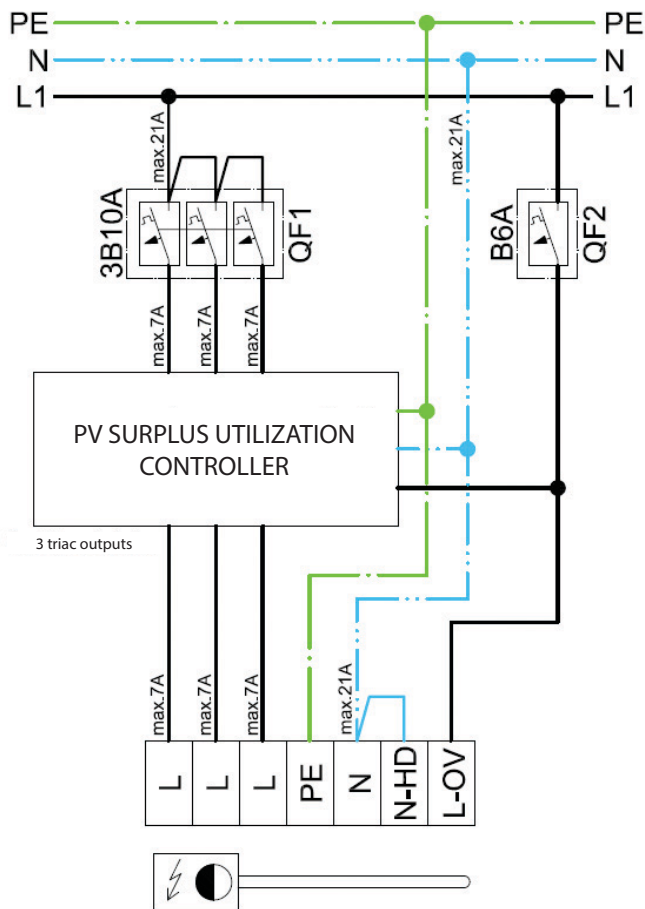 PE PE
N N
L1 L1
max.21A
max.21A
3B10A
QF1
B6A
QF2
max.7A
max.7A
max.7A
PV SURPLUS UTILIZATION
CONTROLLER
3 triac outputs
max.7A
max.7A
max.7A
max.21A
L
L
L
PE
N
N-HD
L-OV